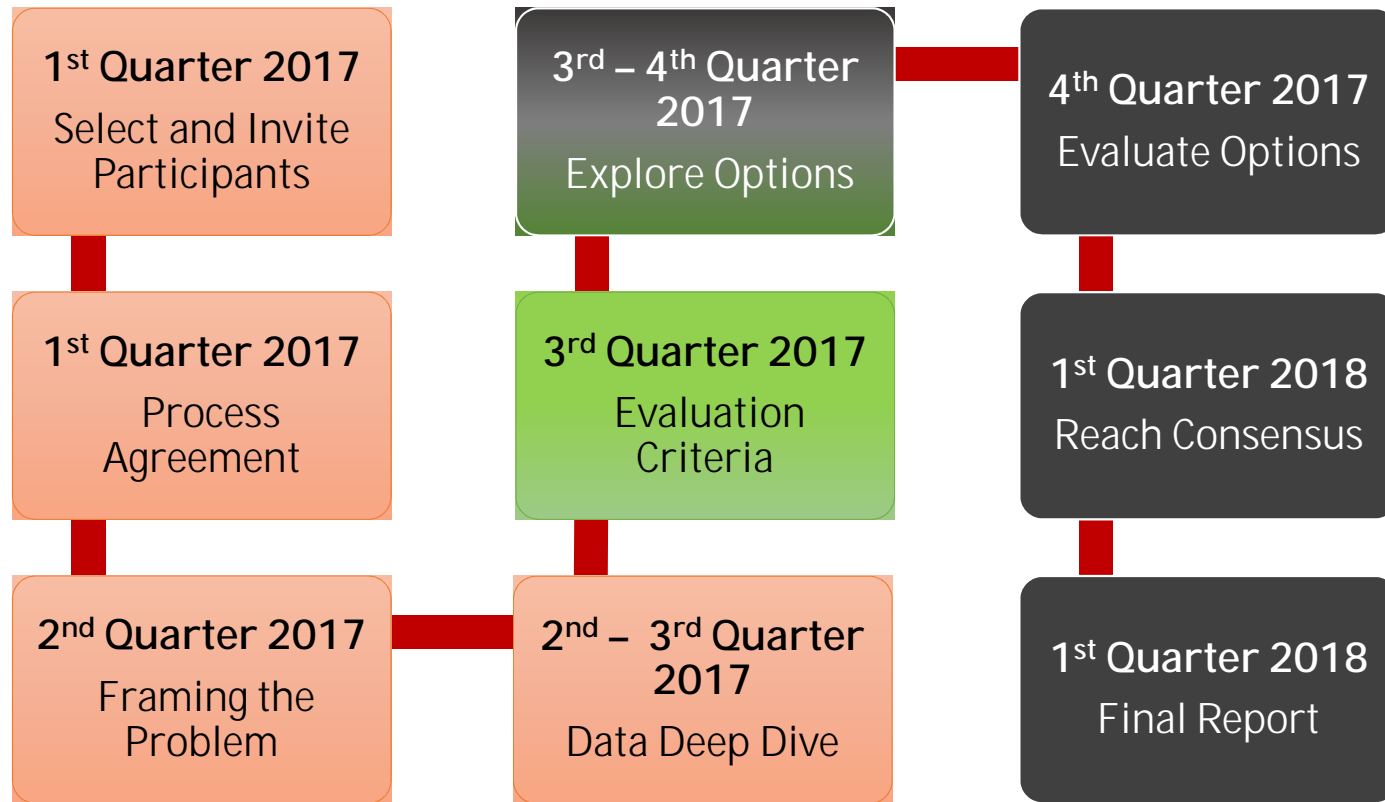 1st Quarter 2017
Select and Invite
Participants
1st Quarter 2017
Process
Agreement
2nd Quarter 2017
Framing the
Problem
2nd – 3rd Quarter
2017
Data Deep Dive
3rd Quarter 2017
Evaluation
Criteria
3rd – 4th Quarter
2017
Explore Options
4th Quarter 2017
Evaluate Options
1st Quarter 2018
Reach Consensus
1st Quarter 2018
Final Report